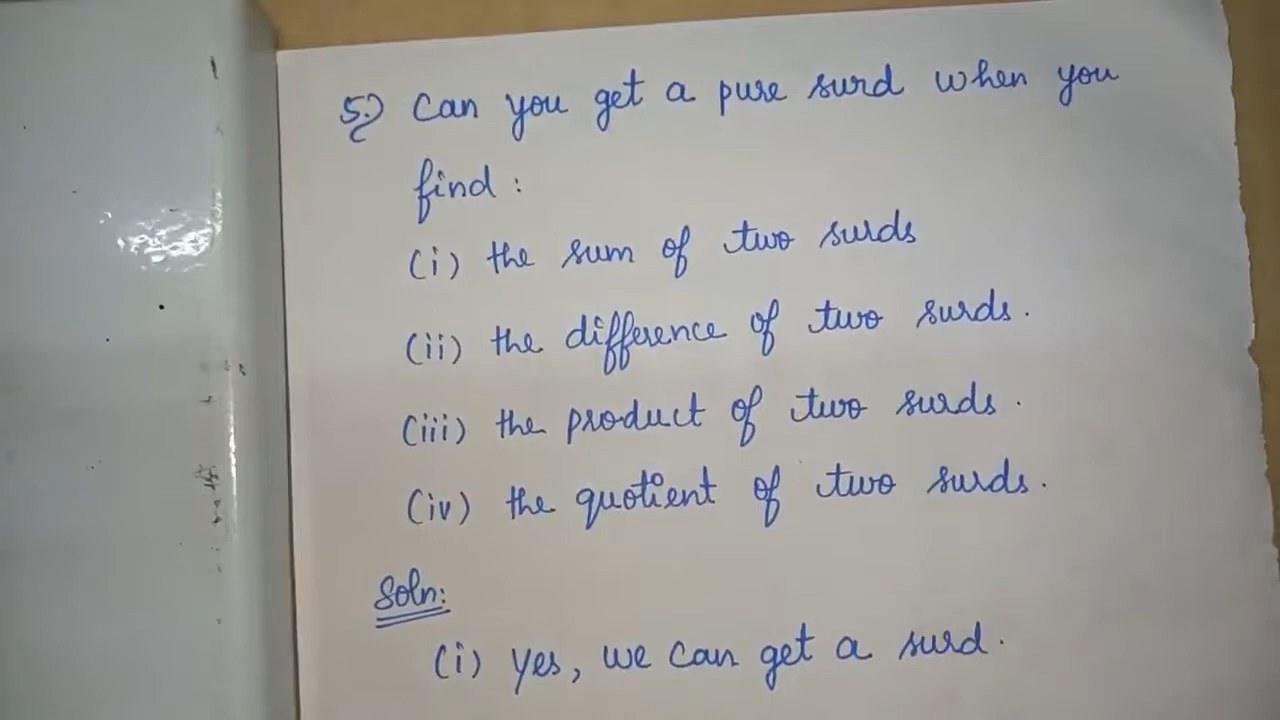 5.) Can you get a pure surd when you
find :
(i) the sum of two surds
(ii) the difference of two surds.
(iii) the product of two surds.
(iv) the quotient of two surds.
Soln:
(i) yes, we can get a surd.